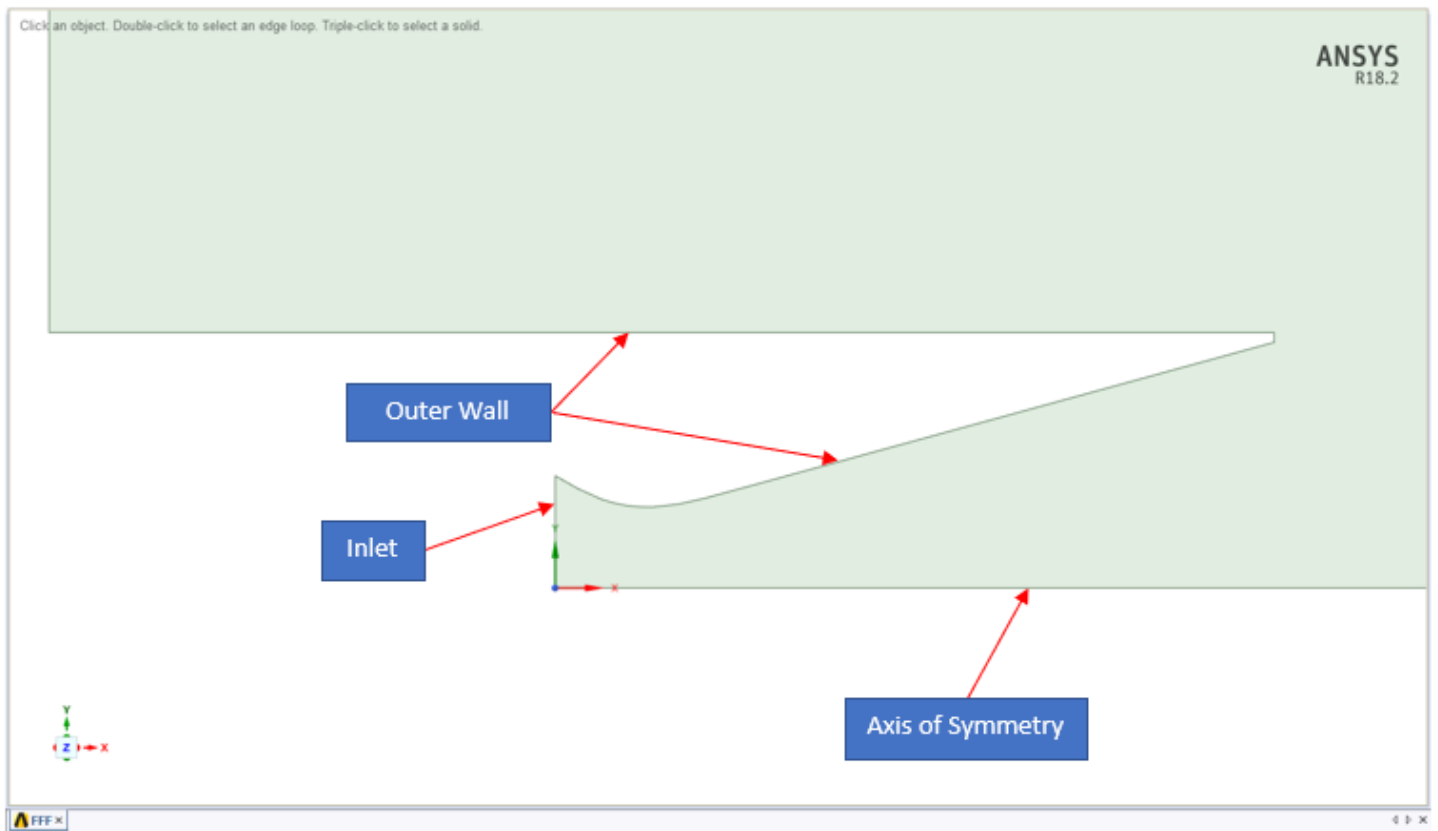 Click an object. Double-click to select an edge loop. Triple-click to select a solid.
ANSYS
R18.2
Outer Wall
Inlet
Y
X
Axis of Symmetry
Y
Z
X
FFF